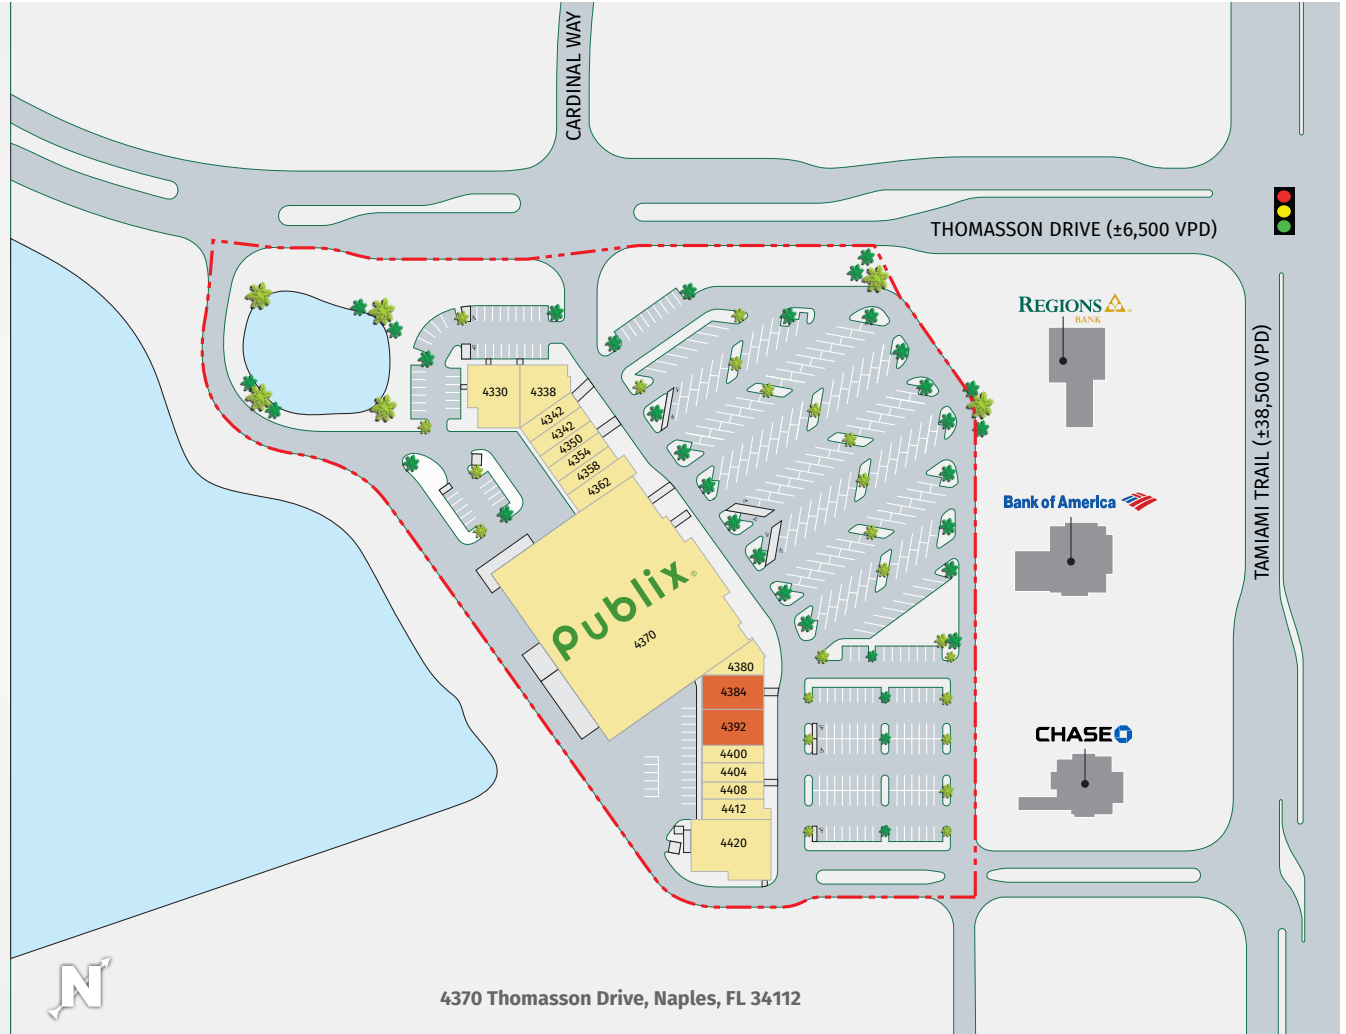 CARDINAL WAY
THOMASSON DRIVE (±6,500 VPD)
REGIONS
BANK
TAMIAMI TRAIL (±38,500 VPD)
4330
4338
4342
4342
4350
4354
4358
4362
Bank of America
Publix®
4370
4380
4384
4392
4400
4404
4408
4412
4420
CHASE
N
4370 Thomasson Drive, Naples, FL 34112